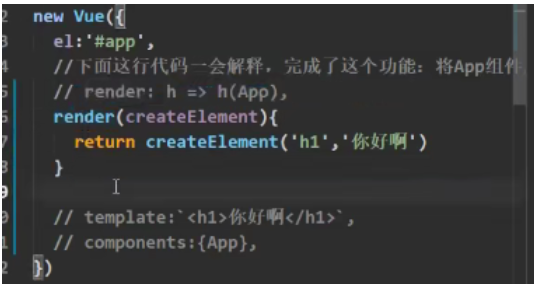 2 new Vue({
3 el:'#app',
4 //下面这行代码一会解释，完成了这个功能：将App组件
5 // render: h => h(App),
6 render(createElement){
7 return createElement('h1','你好啊')
8 }
9
0 // template:`<h1>你好啊</h1>`,
1 // components:{App},
2 })